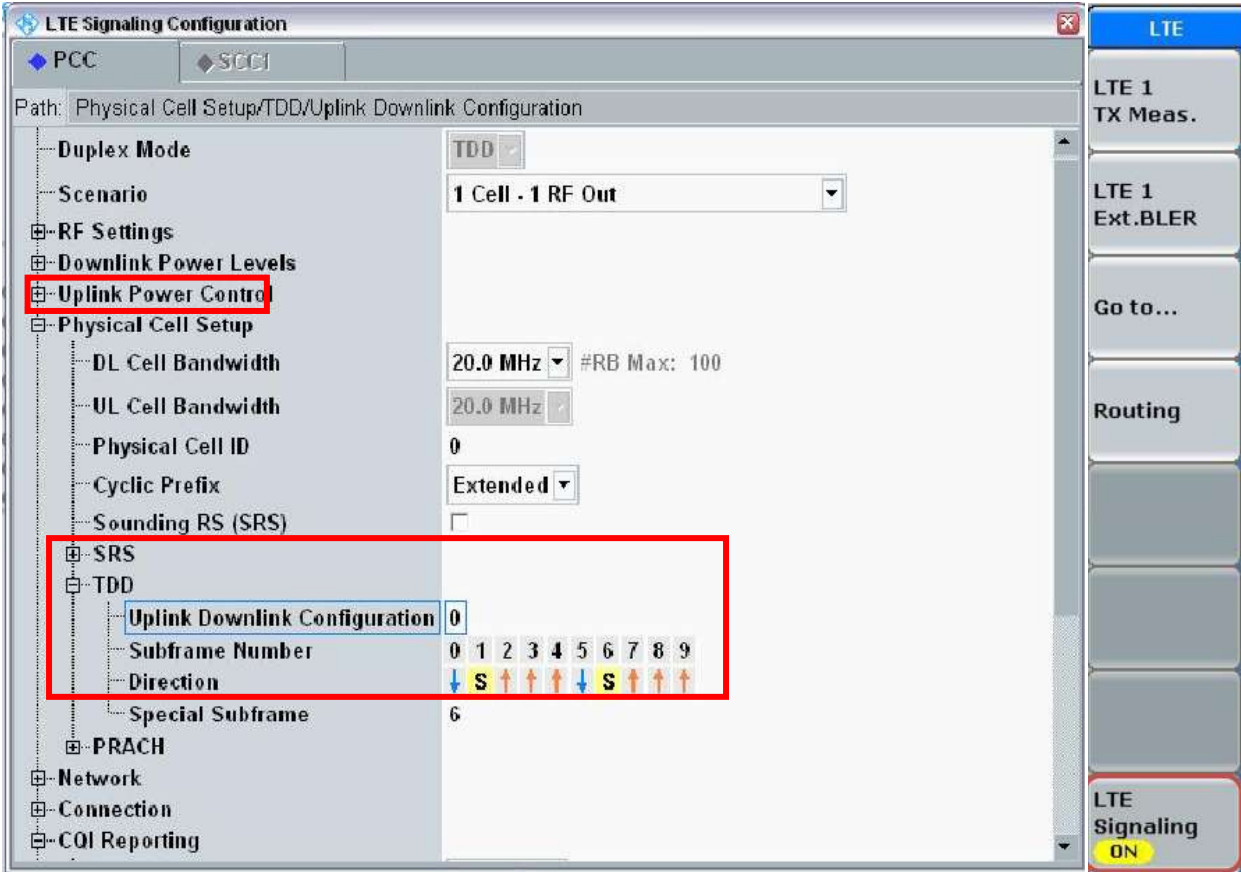 LTE Signaling Configuration
LTE
PCC
SCC1
Path: Physical Cell Setup/TDD/Uplink Downlink Configuration
LTE 1
TX Meas.
Duplex Mode TDD
Scenario 1 Cell - 1 RF Out
LTE 1
Ext.BLER
RF Settings
Downlink Power Levels
Uplink Power Control
Go to...
Physical Cell Setup
DL Cell Bandwidth 20.0 MHz #RB Max: 100
UL Cell Bandwidth 20.0 MHz
Routing
Physical Cell ID 0
Cyclic Prefix Extended
Sounding RS (SRS)
SRS
TDD
Uplink Downlink Configuration 0
Subframe Number 0 1 2 3 4 5 6 7 8 9
Direction ↓ S ↑ ↑ ↑ ↓ S ↑ ↑ ↑
Special Subframe 6
PRACH
Network
Connection
CQI Reporting
LTE
Signaling
ON